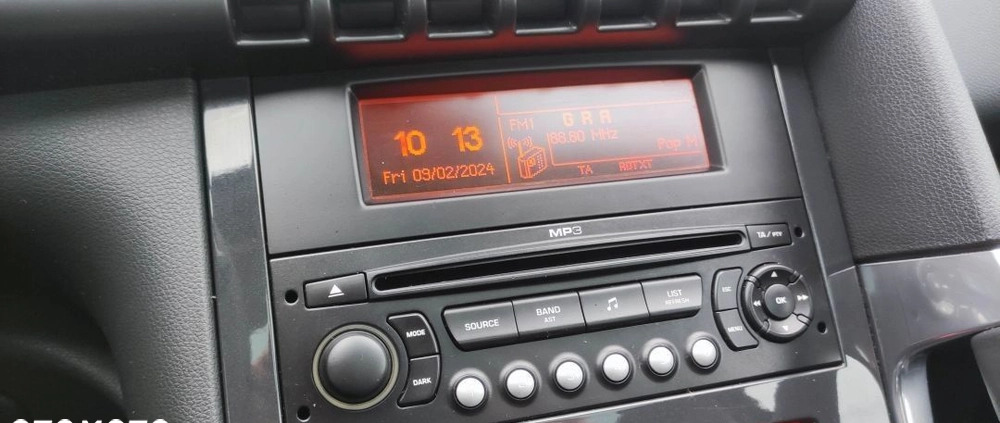 10 13
Fri 09/02/2024
FM1
G R A
88.80 MHz
Pop M
TA RDTXT
MP3
TA / PTY
SOURCE
BAND
AST
LIST
REFRESH
ESC
MENU
OK
MODE
DARK